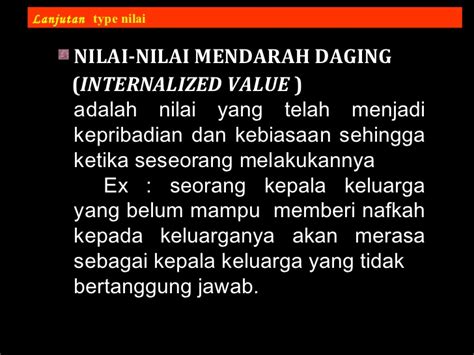 Lanjutan type nilai
NILAI-NILAI MENDARAH DAGING
(INTERNALIZED VALUE )
adalah nilai yang telah menjadi
kepribadian dan kebiasaan sehingga
ketika seseorang melakukannya
Ex : seorang kepala keluarga
yang belum mampu memberi nafkah
kepada keluarganya akan merasa
sebagai kepala keluarga yang tidak
bertanggung jawab.